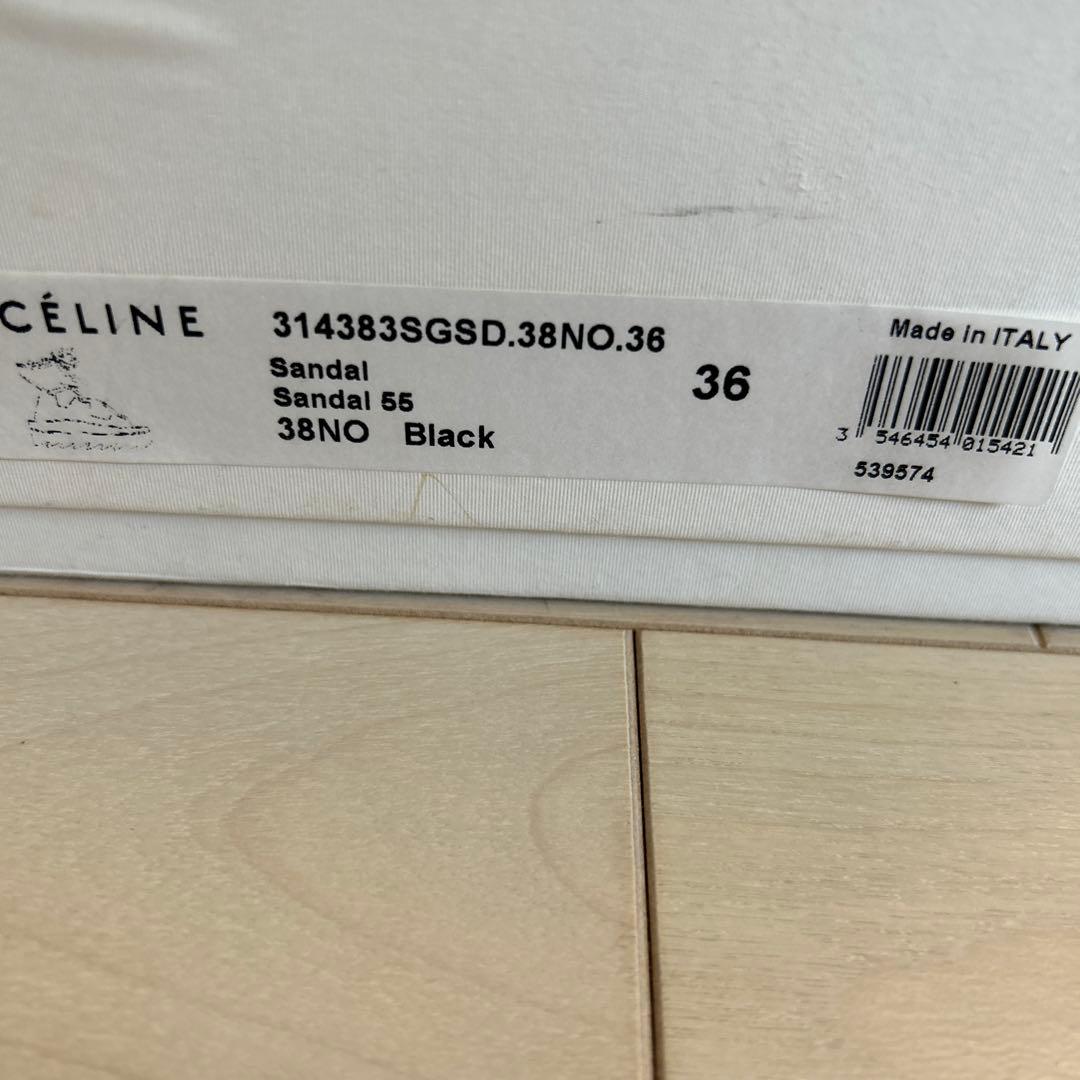 CÉLINE
314383SGSD.38NO.36
Sandal
Sandal 55
38NO Black
36
Made in ITALY
3 546454 015421
539574